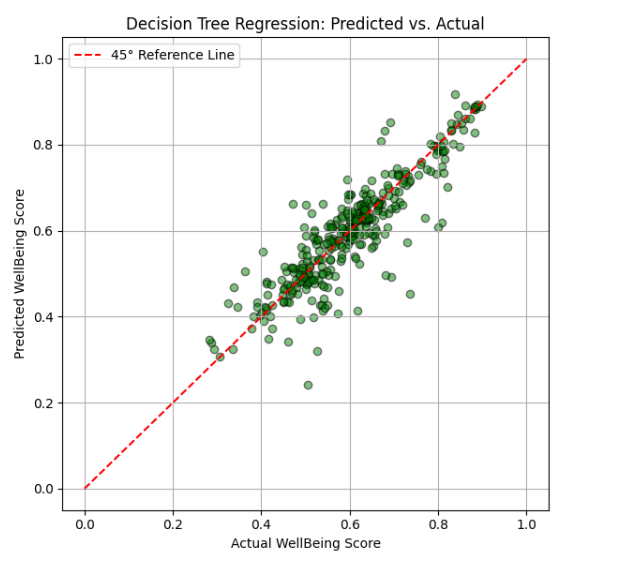 Decision Tree Regression: Predicted vs. Actual
45° Reference Line
Predicted WellBeing Score
1.0
0.8
0.6
0.4
0.2
0.0
0.0 0.2 0.4 0.6 0.8 1.0
Actual WellBeing Score